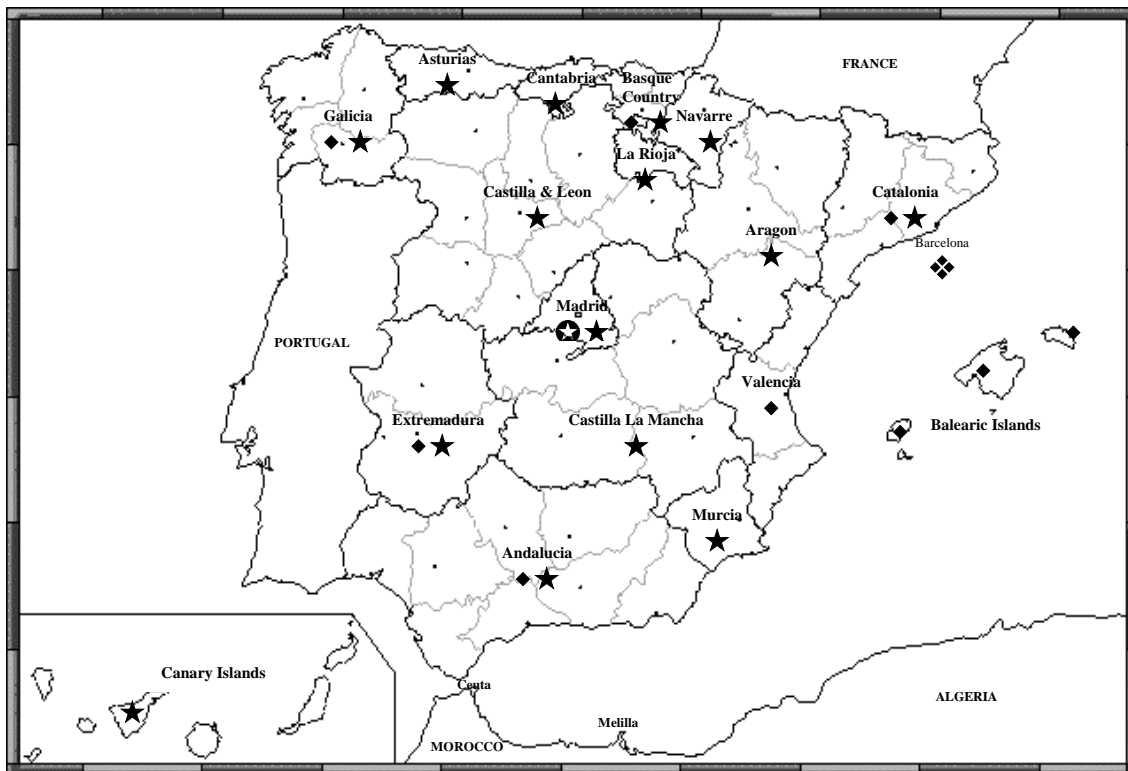 Asturias
Cantabria
Basque
Country
FRANCE
Galicia
Navarre
La Rioja
Castilla & Leon
Catalonia
Aragon
Barcelona
Madrid
PORTUGAL
Valencia
Extremadura
Castilla La Mancha
Balearic Islands
Murcia
Andalucia
Canary Islands
Ceuta
ALGERIA
Melilla
MOROCCO